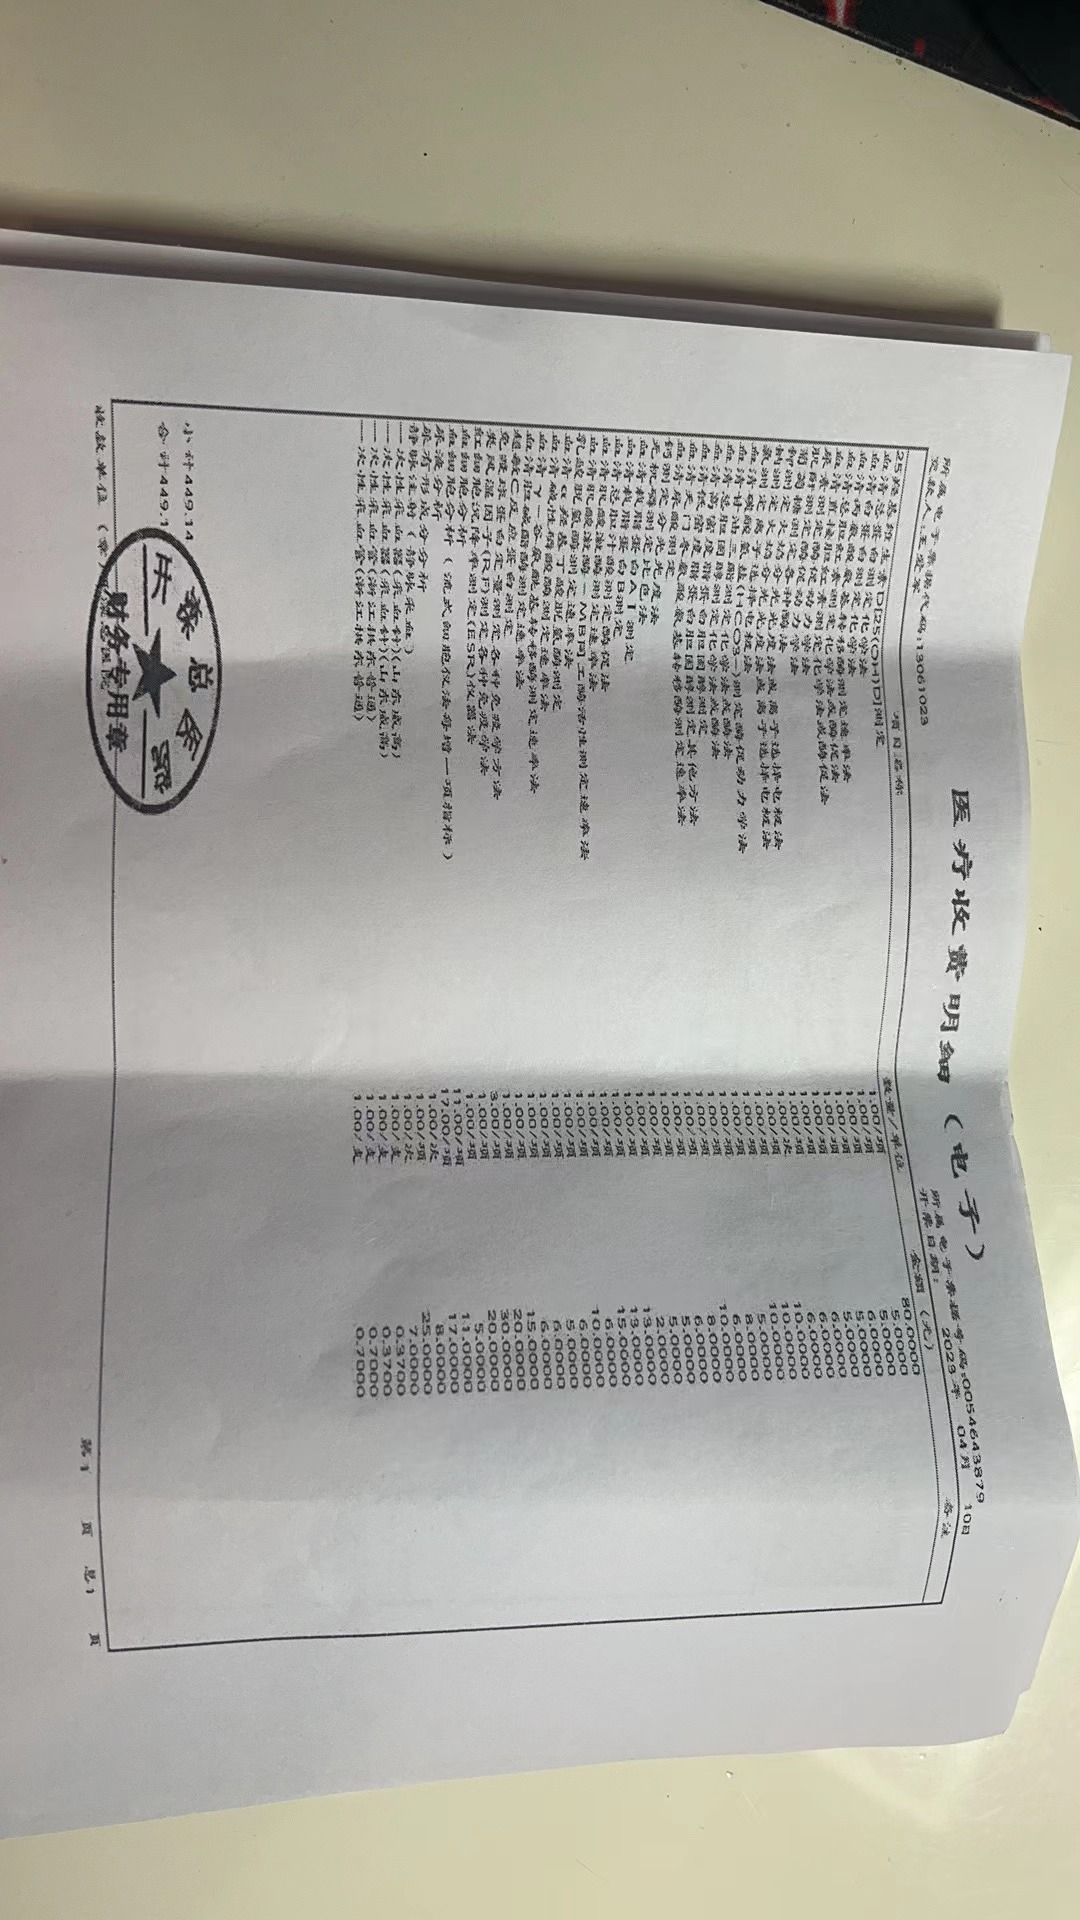 医疗收费明细（电子）
所属电子票据代码:13061023
所属电子票据号码:0054643879
交款人:王爱军
开票日期: 2023年 04月 10日
项目名称 数量/单位 金额（元） 备注
25羟基维生素D[25(OH)D]测定 1.00/项 80.0000
血清总蛋白测定化学法 1.00/项 5.0000
血清白蛋白测定化学法 1.00/项 5.0000
血清丙氨酸氨基转移酶测定速率法 1.00/项 6.0000
血清总胆红素测定化学法或酶促法 1.00/项 5.0000
血清直接胆红素测定化学法或酶促法 1.00/项 5.0000
尿素测定酶促动力学法 1.00/项 6.0000
肌酐测定酶促动力学法 1.00/项 6.0000
葡萄糖测定各种酶法 1.00/次 6.0000
钾测定火焰分光光度法或离子选择电极法 1.00/项 10.0000
钠测定火焰分光光度法或离子选择电极法 1.00/项 10.0000
氯测定离子选择电极法 1.00/项 10.0000
血清碳酸氢盐(HCO3-)测定酶促动力学法 1.00/项 5.0000
血清甘油三酯测定化学法或酶法 1.00/项 8.0000
血清总胆固醇测定化学法或酶法 1.00/项 6.0000
血清高密度脂蛋白胆固醇测定 1.00/项 10.0000
血清低密度脂蛋白胆固醇测定其他方法 1.00/项 8.0000
血清天门冬氨酸氨基转移酶测定速率法 1.00/项 6.0000
血清尿酸测定 1.00/项 5.0000
钙测定分光光度法 1.00/项 5.0000
无机磷测定比色法 1.00/项 2.0000
血清载脂蛋白AⅠ测定 1.00/项 13.0000
血清载脂蛋白B测定 1.00/项 13.0000
血清总胆汁酸测定酶促法 1.00/项 15.0000
血清肌酸激酶测定速率法 1.00/项 6.0000
血清肌酸激酶－MB同工酶活性测定速率法 1.00/项 10.0000
乳酸脱氢酶测定速率法 1.00/项 6.0000
血清α羟基丁酸脱氢酶测定 1.00/项 5.0000
血清碱性磷酸酶测定速率法 1.00/项 6.0000
血清γ－谷氨酰基转移酶测定速率法 1.00/项 6.0000
血清胆碱酯酶测定速率法 1.00/项 15.0000
超敏C反应蛋白测定 1.00/项 20.0000
免疫球蛋白定量测定各种免疫学方法 3.00/项 30.0000
类风湿因子(RF)测定各种免疫学法 1.00/项 20.0000
红细胞沉降率测定(ESR)仪器法 1.00/项 5.0000
血细胞分析 11.00/项 11.0000
血细胞分析（流式细胞仪法每增一项指标） 17.00/项 17.0000
尿液分析 1.00/次 8.0000
尿有形成分分析 1.00/项 25.0000
静脉注射（静脉采血） 1.00/次 7.0000
一次性采血器(采血针)(山东威高) 1.00/支 0.3700
一次性采血器(采血针)(山东威高) 1.00/支 0.3700
一次性采血管(浙江拱东普通) 1.00/支 0.7000
一次性采血管(浙江拱东普通) 1.00/支 0.7000
小计449.14
合计449.1
开滦总医院
财务专用章
收款单位（章）
第1 页 总1 页